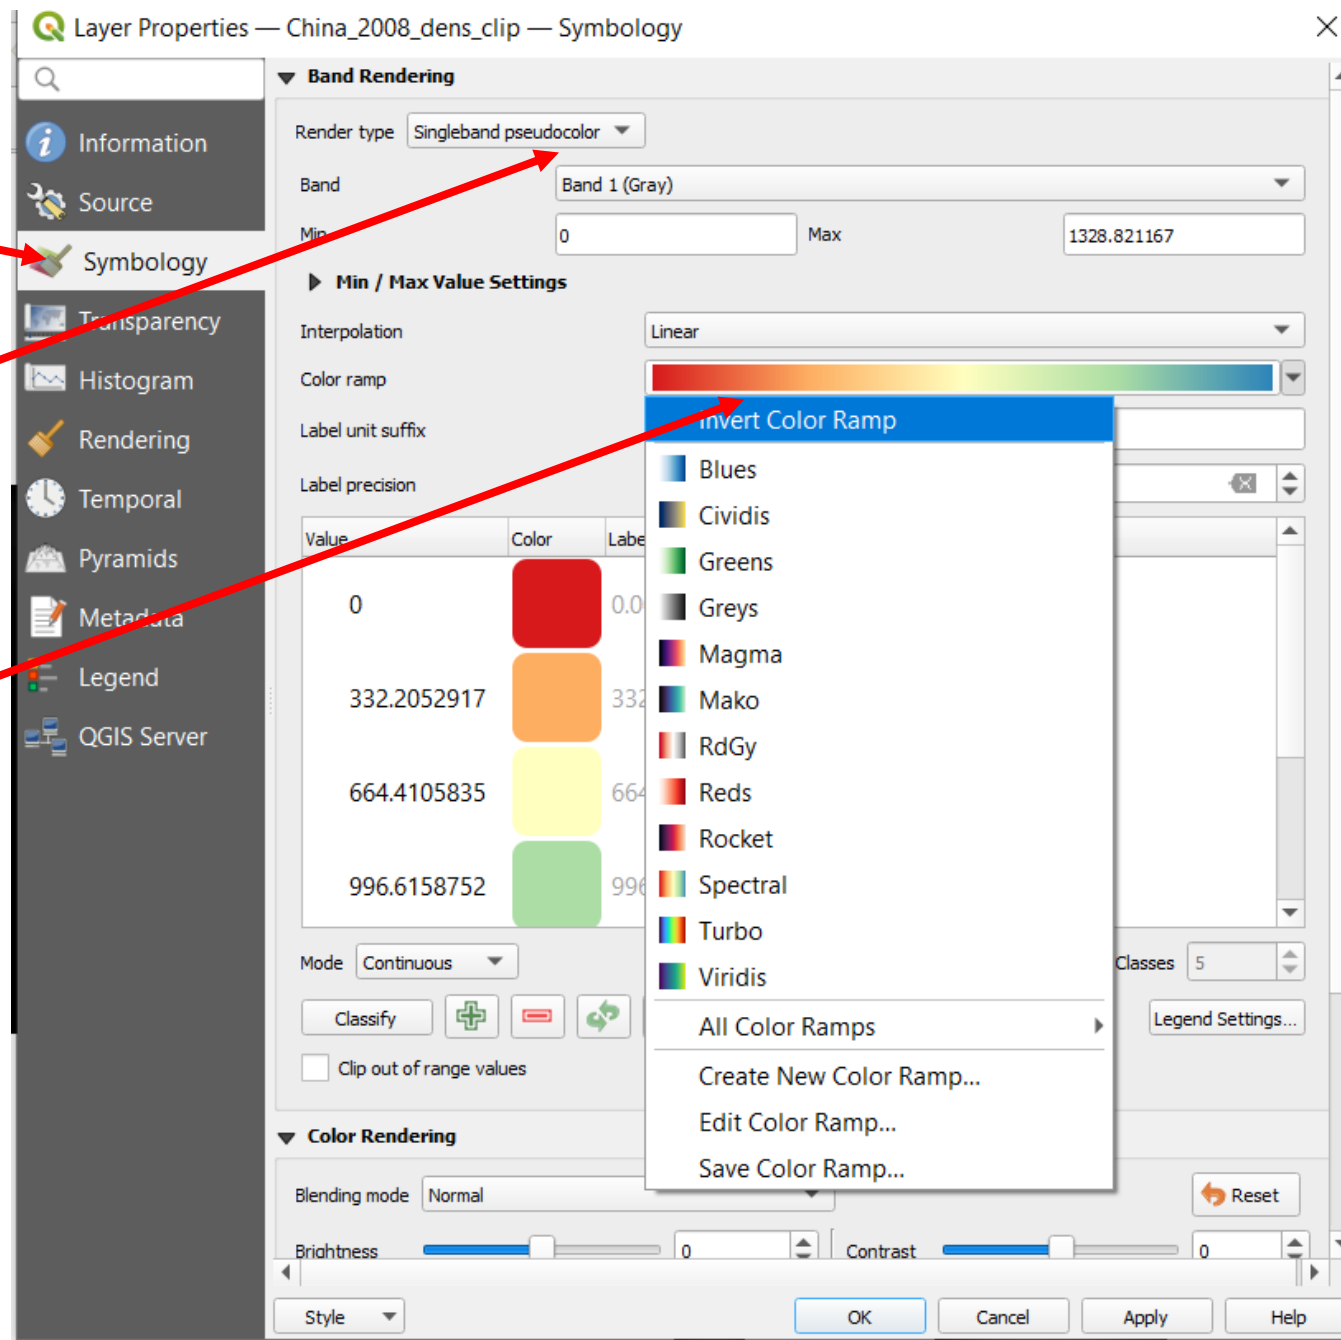 Layer Properties — China_2008_dens_clip — Symbology
Information
Source
Symbology
Transparency
Histogram
Rendering
Temporal
Pyramids
Metadata
Legend
QGIS Server
Band Rendering
Render type Singleband pseudocolor
Band Band 1 (Gray)
Min 0 Max 1328.821167
Min / Max Value Settings
Interpolation Linear
Color ramp
Label unit suffix
Label precision
Value Color
0
332.2052917 332
664.4105835 664
996.6158752 996
Invert Color Ramp
Blues
Cividis
Greens
Greys
Magma
Mako
RdGy
Reds
Rocket
Spectral
Turbo
Viridis
All Color Ramps
Create New Color Ramp...
Edit Color Ramp...
Save Color Ramp...
Mode Continuous Classes 5
Classify Legend Settings...
Clip out of range values
Color Rendering
Blending mode Normal Reset
Brightness 0 Contrast 0
Style OK Cancel Apply Help